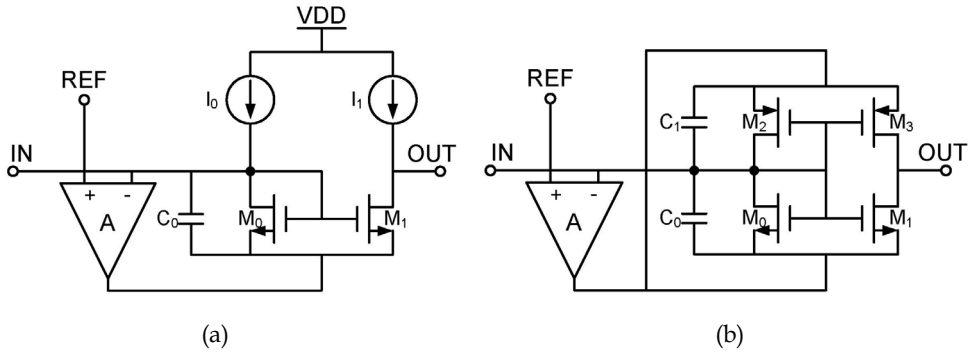 VDD
REF
I0
I1
IN
OUT
+ -
A
C0
M0
M1
(a)
REF
C1
M2
M3
IN
OUT
+ -
A
C0
M0
M1
(b)